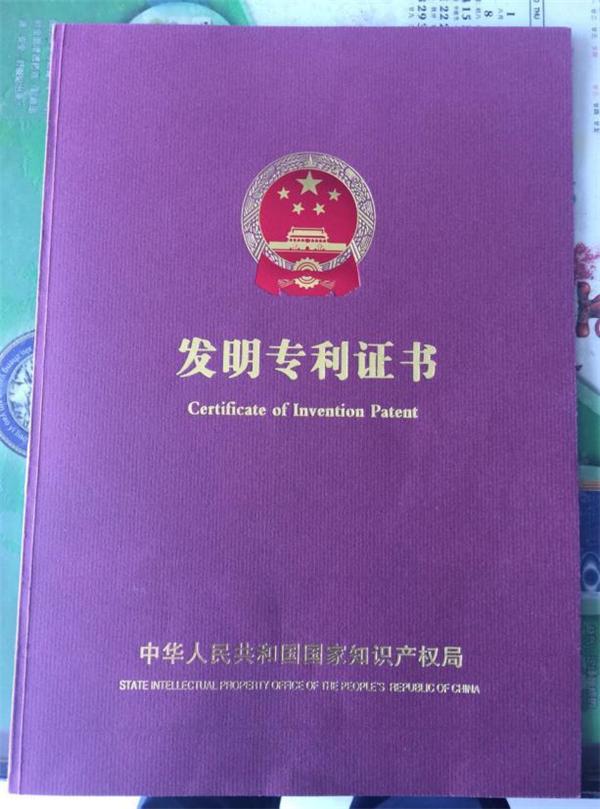 发明专利证书
Certificate of Invention Patent
中华人民共和国国家知识产权局
STATE INTELLECTUAL PROPERTY OFFICE OF THE PEOPLE'S REPUBLIC OF CHINA